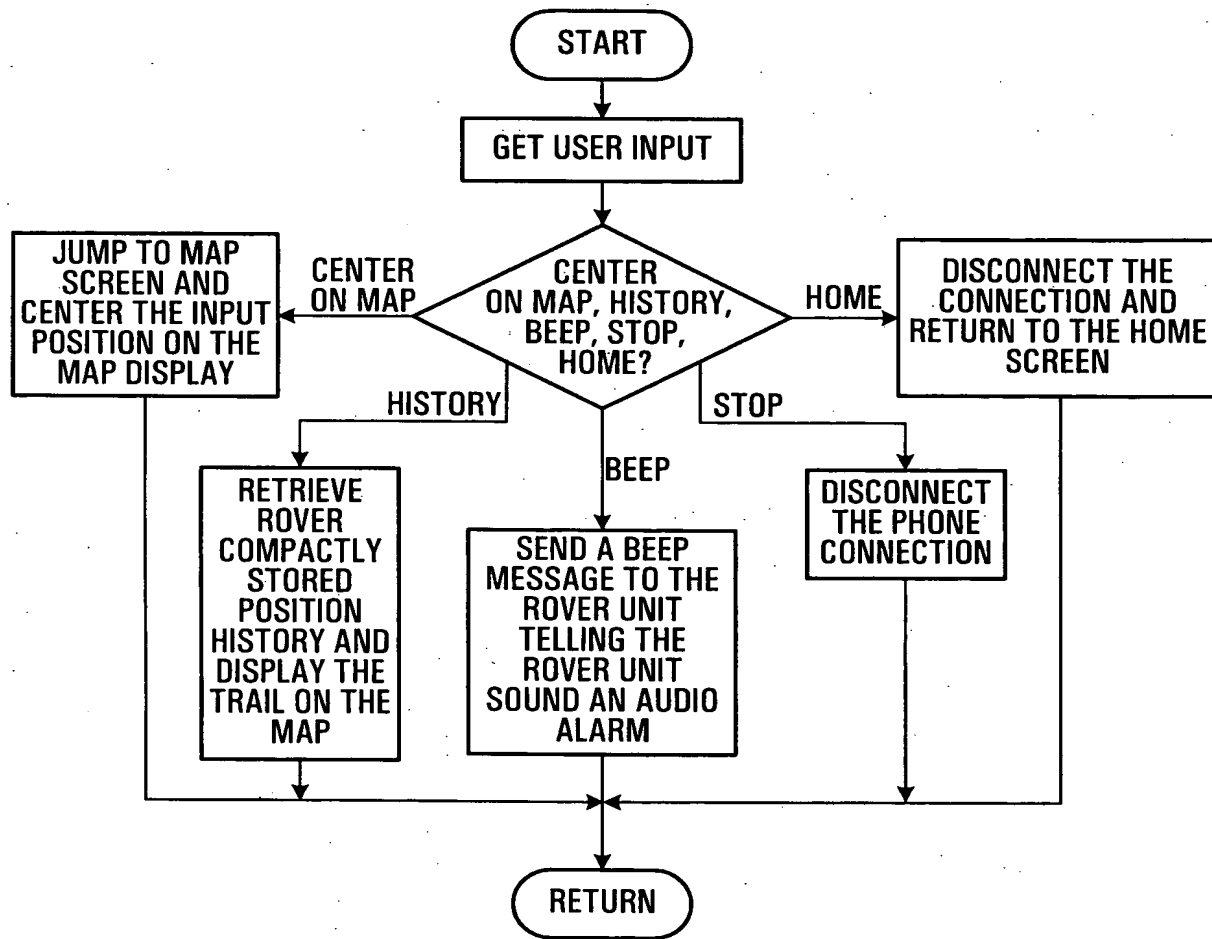 START
GET USER INPUT
CENTER
ON MAP, HISTORY,
BEEP, STOP,
HOME?
CENTER
ON MAP
JUMP TO MAP
SCREEN AND
CENTER THE INPUT
POSITION ON THE
MAP DISPLAY
HOME
DISCONNECT THE
CONNECTION AND
RETURN TO THE HOME
SCREEN
HISTORY
RETRIEVE
ROVER
COMPACTLY
STORED
POSITION
HISTORY AND
DISPLAY THE
TRAIL ON THE
MAP
BEEP
SEND A BEEP
MESSAGE TO THE
ROVER UNIT
TELLING THE
ROVER UNIT
SOUND AN AUDIO
ALARM
STOP
DISCONNECT
THE PHONE
CONNECTION
RETURN